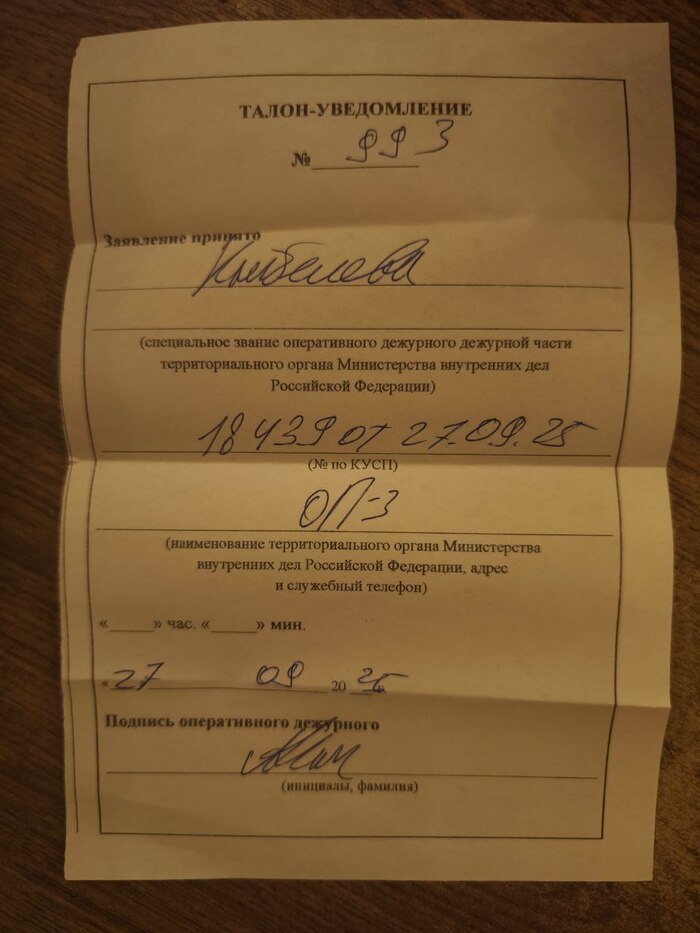 ТАЛОН-УВЕДОМЛЕНИЕ
№ 993
Заявление принято
(специальное звание оперативного дежурного дежурной части
территориального органа Министерства внутренних дел
Российской Федерации)
18439 от 27.09.25
(№ по КУСП)
ОП-3
(наименование территориального органа Министерства
внутренних дел Российской Федерации, адрес
и служебный телефон)
«_____» час. «_____» мин.
«27 09 20 25
Подпись оперативного дежурного
(инициалы, фамилия)